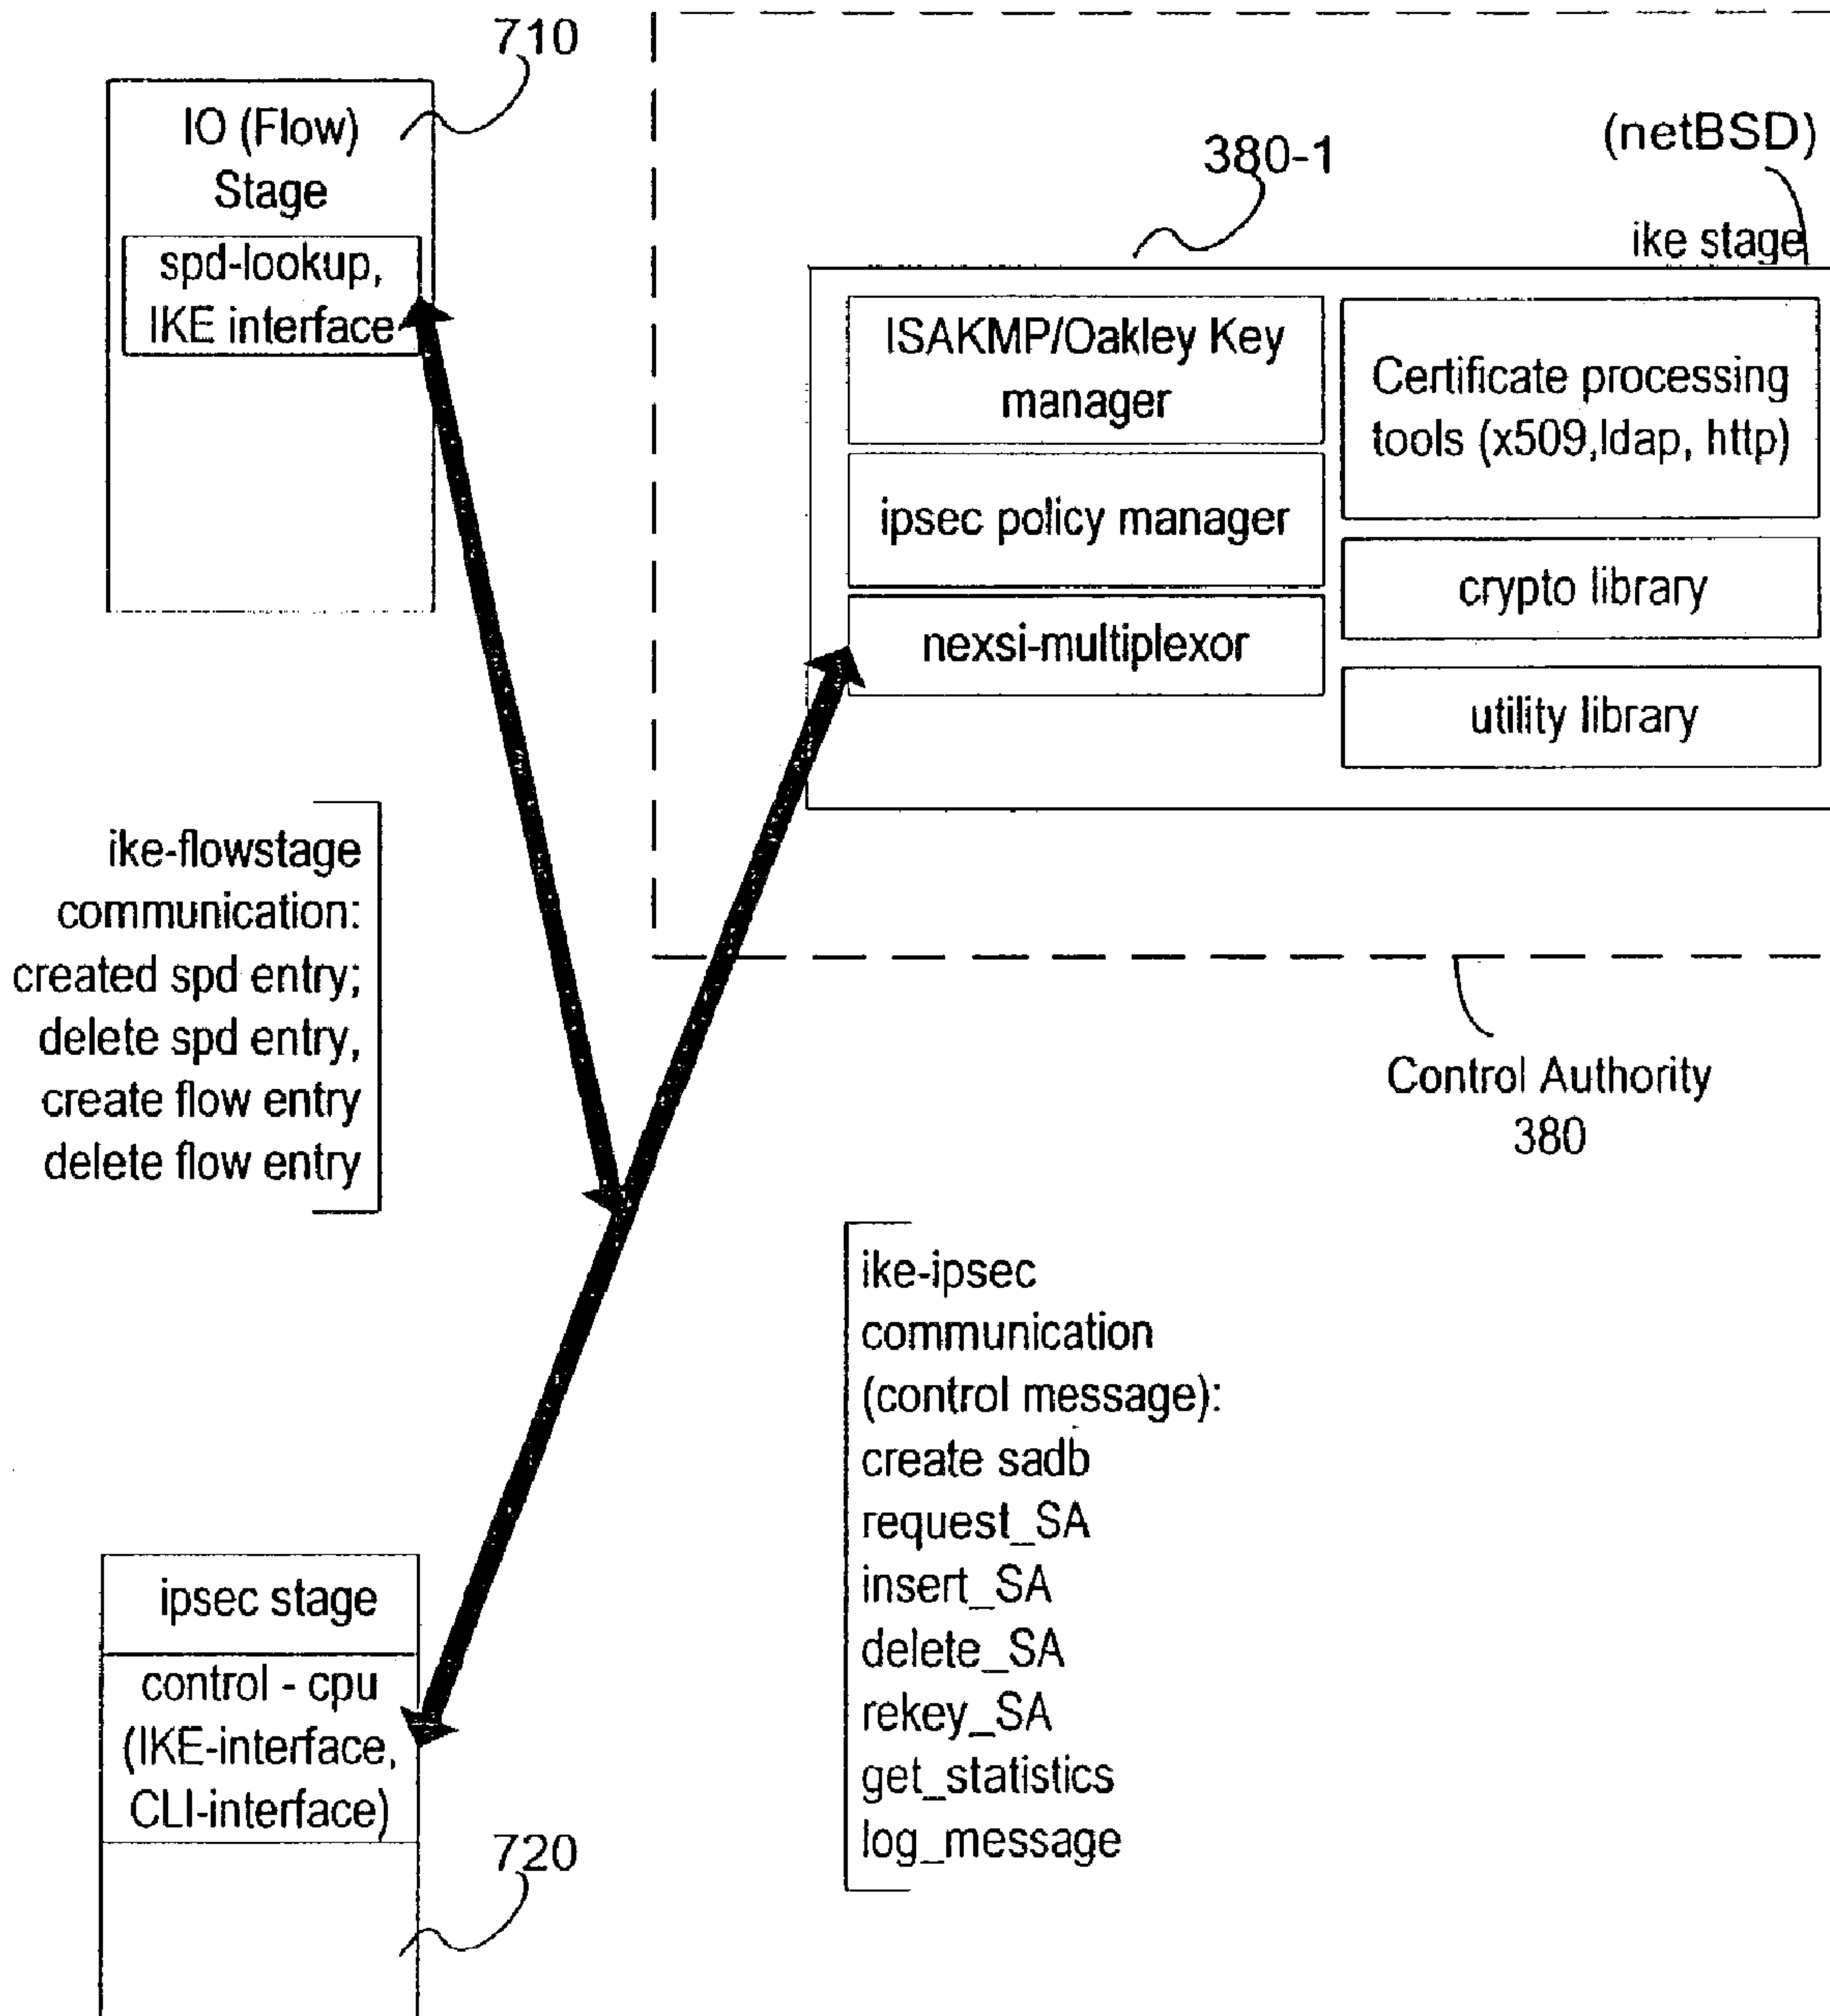 710
IO (Flow)
Stage
spd-lookup,
IKE interface
380-1
(netBSD)
ike stage
ISAKMP/Oakley Key
manager
ipsec policy manager
nexsi-multiplexor
Certificate processing
tools (x509,ldap, http)
crypto library
utility library
ike-flowstage
communication:
created spd entry;
delete spd entry,
create flow entry
delete flow entry
Control Authority
380
ike-ipsec
communication
(control message):
create sadb
request_SA
insert_SA
delete_SA
rekey_SA
get_statistics
log_message
ipsec stage
control - cpu
(IKE-interface,
CLI-interface)
720